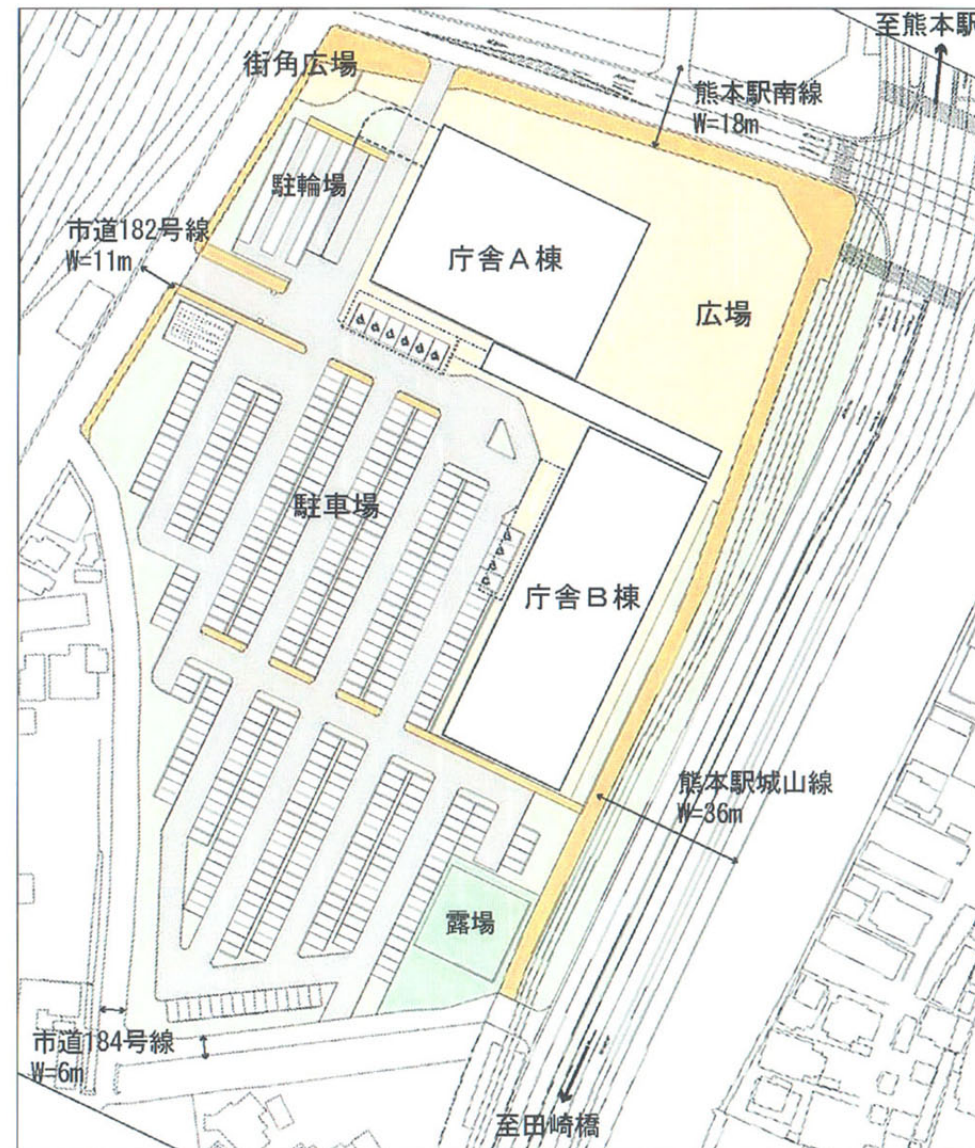 至熊本駅
街角広場
熊本駅南線
W=18m
駐輪場
市道182号線
W=11m
庁舎A棟
広場
駐車場
庁舎B棟
熊本駅城山線
W=36m
露場
市道184号線
W=6m
至田崎橋